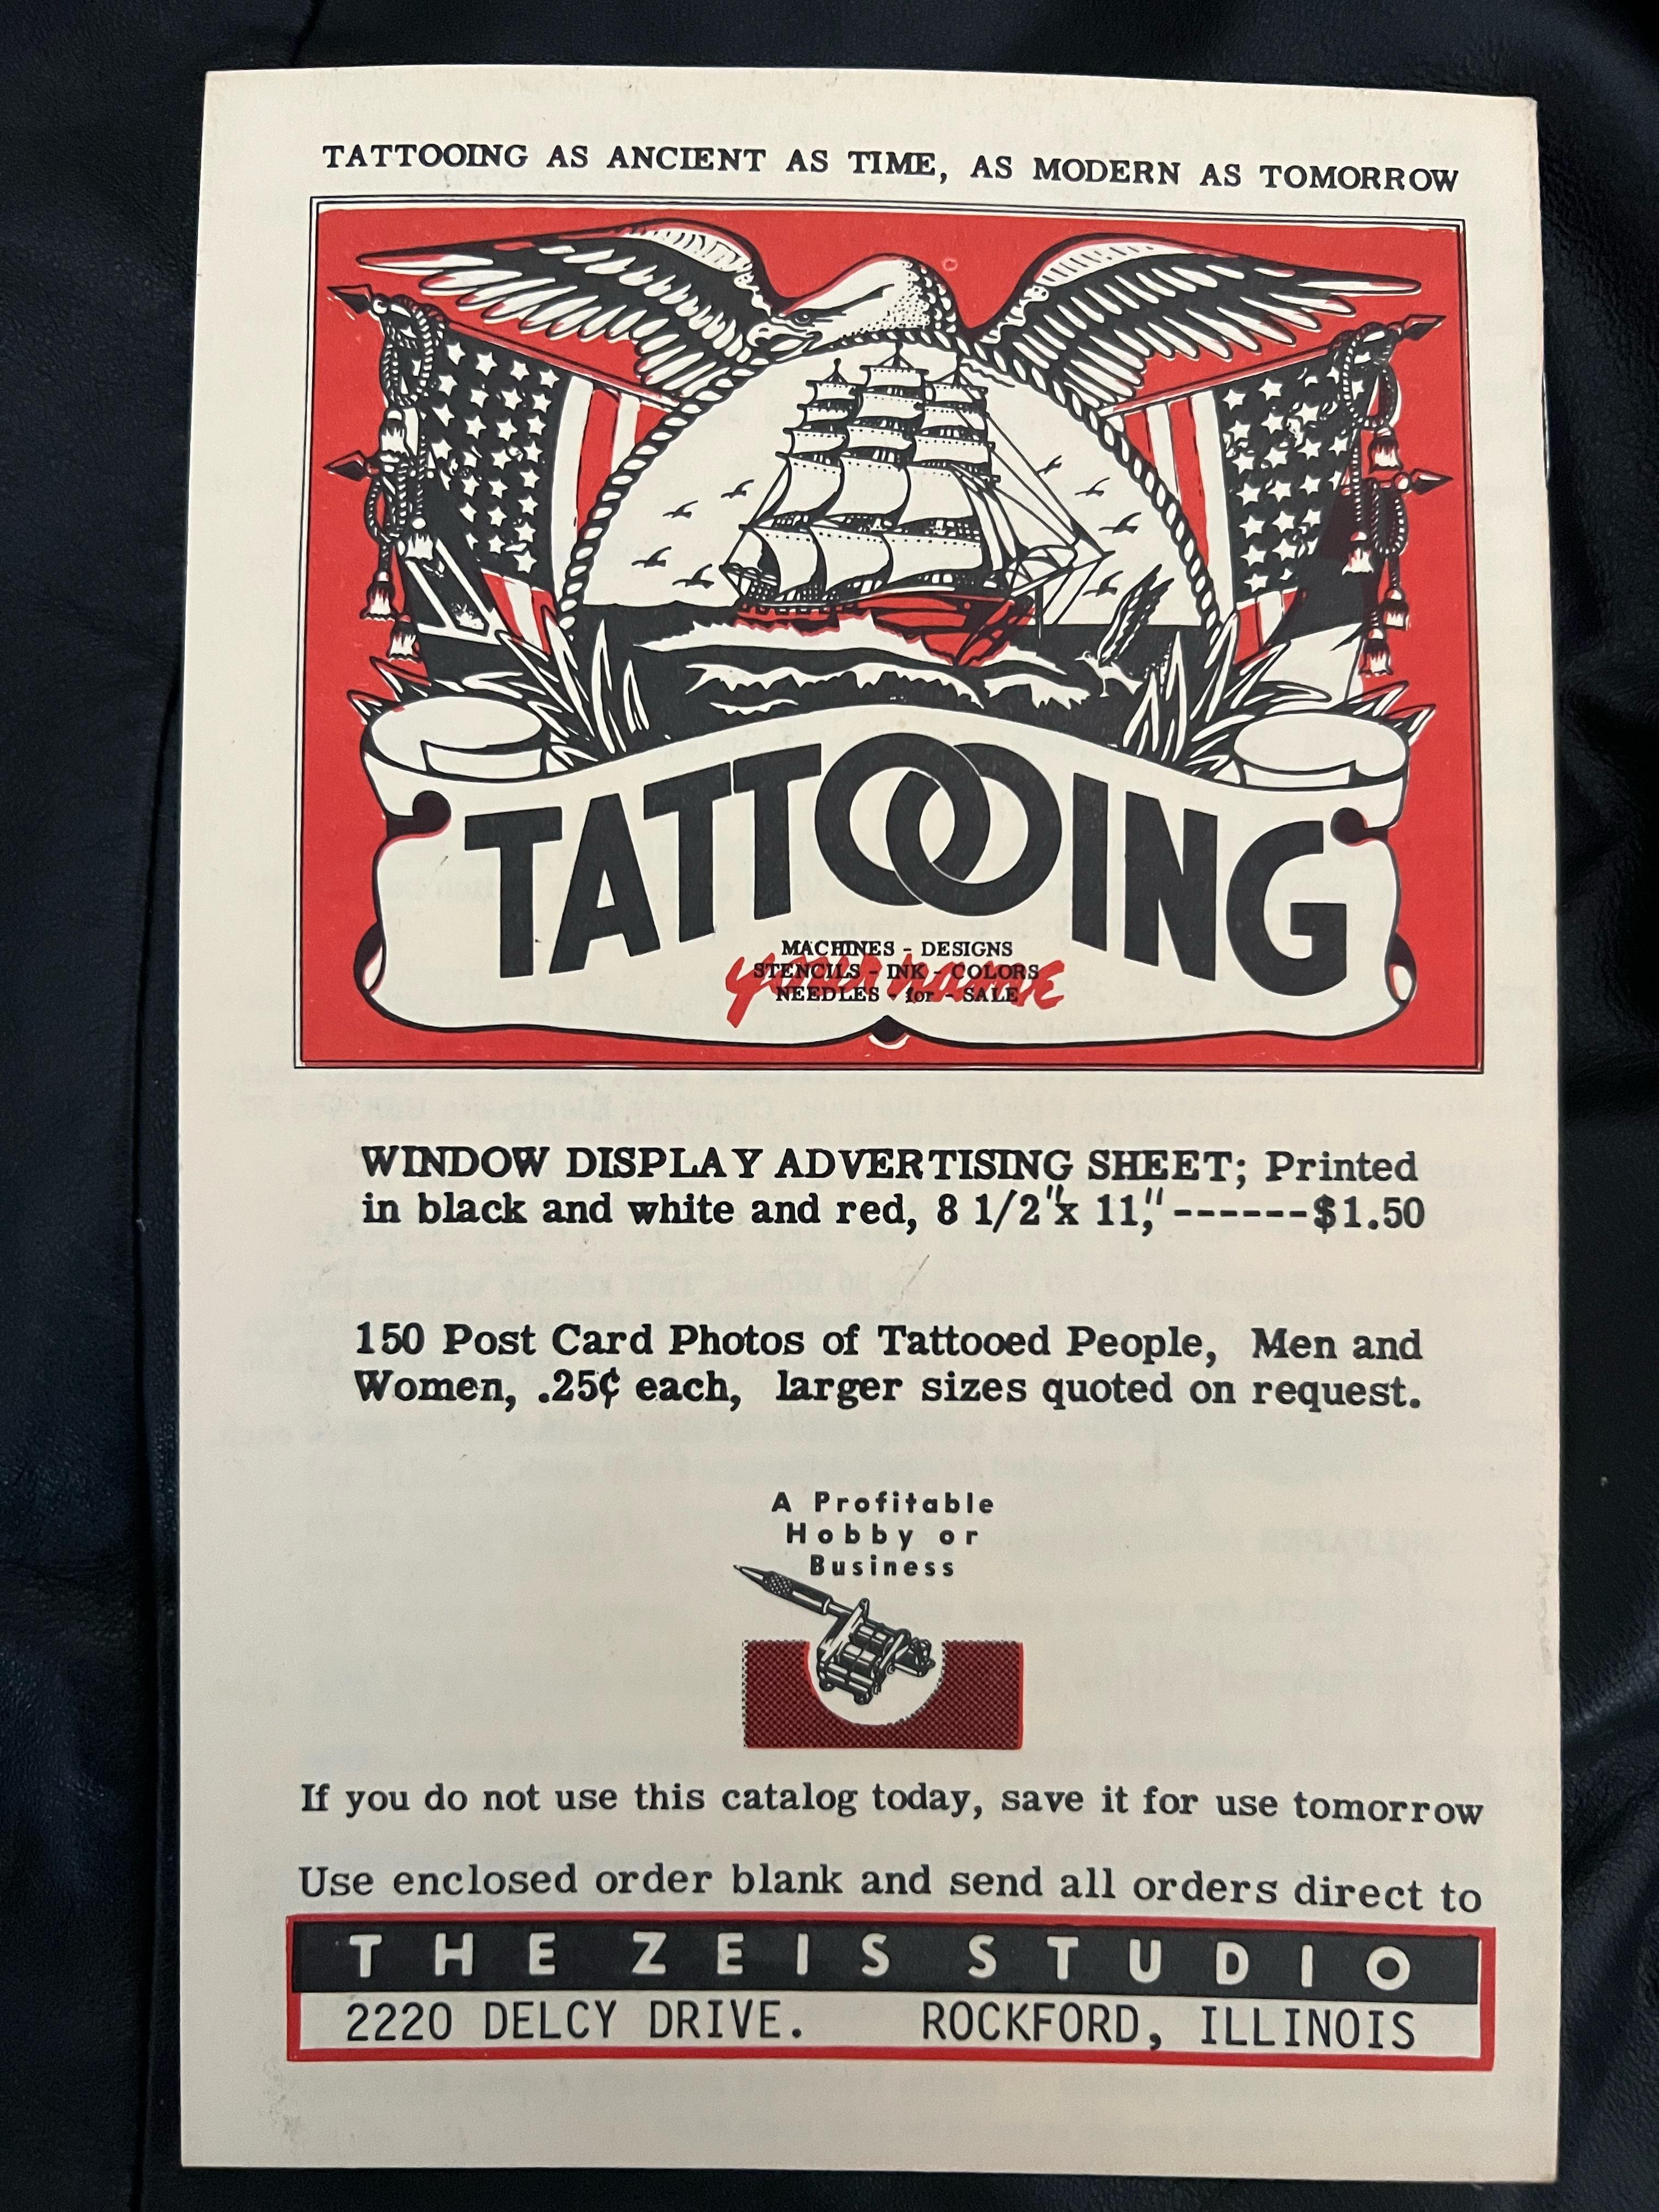 TATTOOING AS ANCIENT AS TIME, AS MODERN AS TOMORROW
TATTOOING
MACHINES - DESIGNS
STENCILS - INK - COLORS
your name
NEEDLES - for - SALE
WINDOW DISPLAY ADVERTISING SHEET; Printed
in black and white and red, 8 1/2"x 11,"------$1.50
150 Post Card Photos of Tattooed People, Men and
Women, .25¢ each, larger sizes quoted on request.
A Profitable
Hobby or
Business
If you do not use this catalog today, save it for use tomorrow
Use enclosed order blank and send all orders direct to
THE ZEIS STUDIO
2220 DELCY DRIVE. ROCKFORD, ILLINOIS